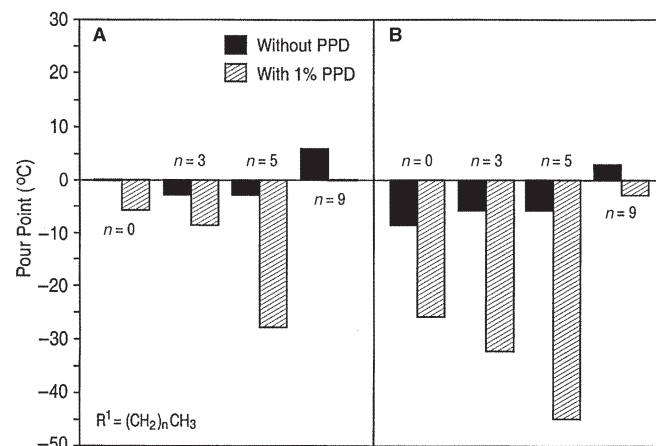 A
B
Without PPD
With 1% PPD
Pour Point (°C)
30
20
10
0
−10
−20
−30
−40
−50
n = 0
n = 3
n = 5
n = 9
n = 0
n = 3
n = 5
n = 9
R¹ = (CH₂)ₙCH₃